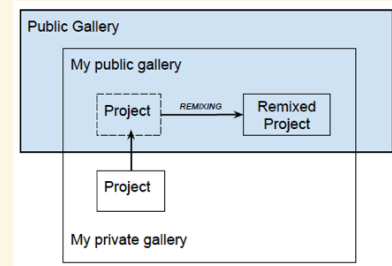 Public Gallery
My public gallery
Project
REMIXING
Remixed
Project
Project
My private gallery